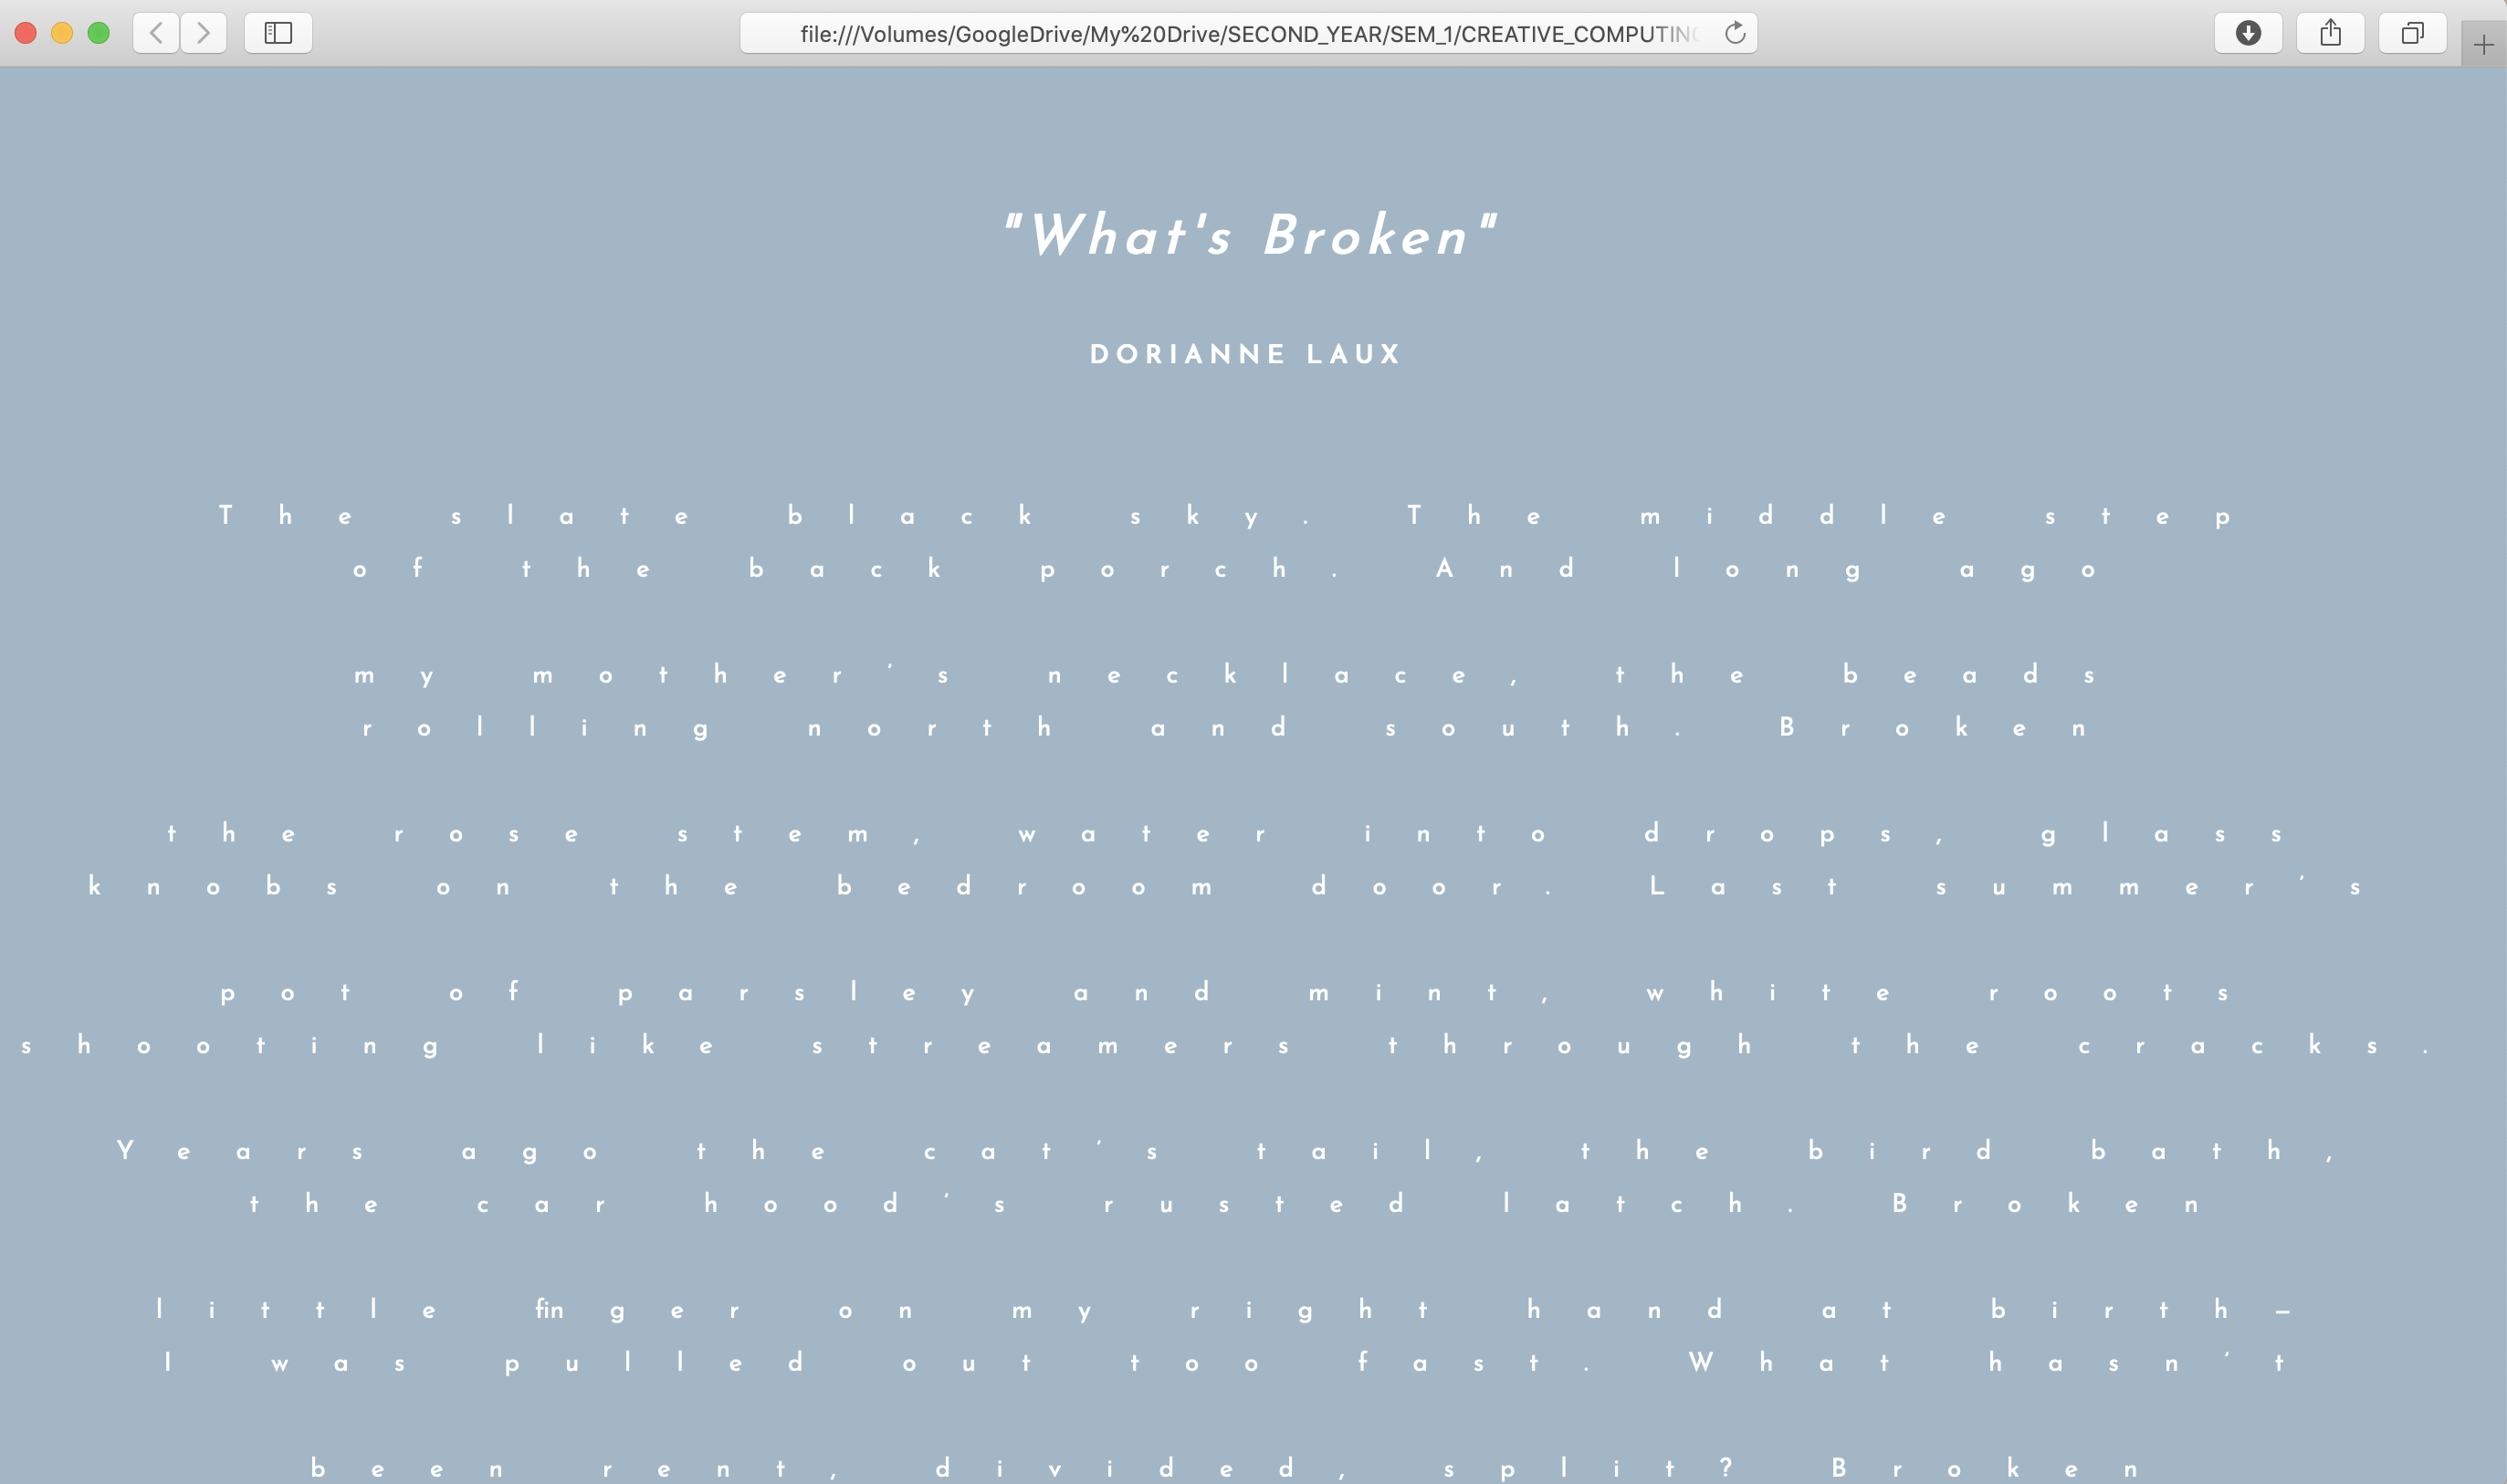 file:///Volumes/GoogleDrive/My%20Drive/SECOND_YEAR/SEM_1/CREATIVE_COMPUTING
"What's Broken"
DORIANNE LAUX
The slate black sky. The middle step
of the back porch. And long ago
my mother’s necklace, the beads
rolling north and south. Broken
the rose stem, water into drops, glass
knobs on the bedroom door. Last summer’s
pot of parsley and mint, white roots
shooting like streamers through the cracks.
Years ago the cat’s tail, the bird bath,
the car hood’s rusted latch. Broken
little finger on my right hand at birth—
I was pulled out too fast. What hasn’t
been rent, divided, split? Broken